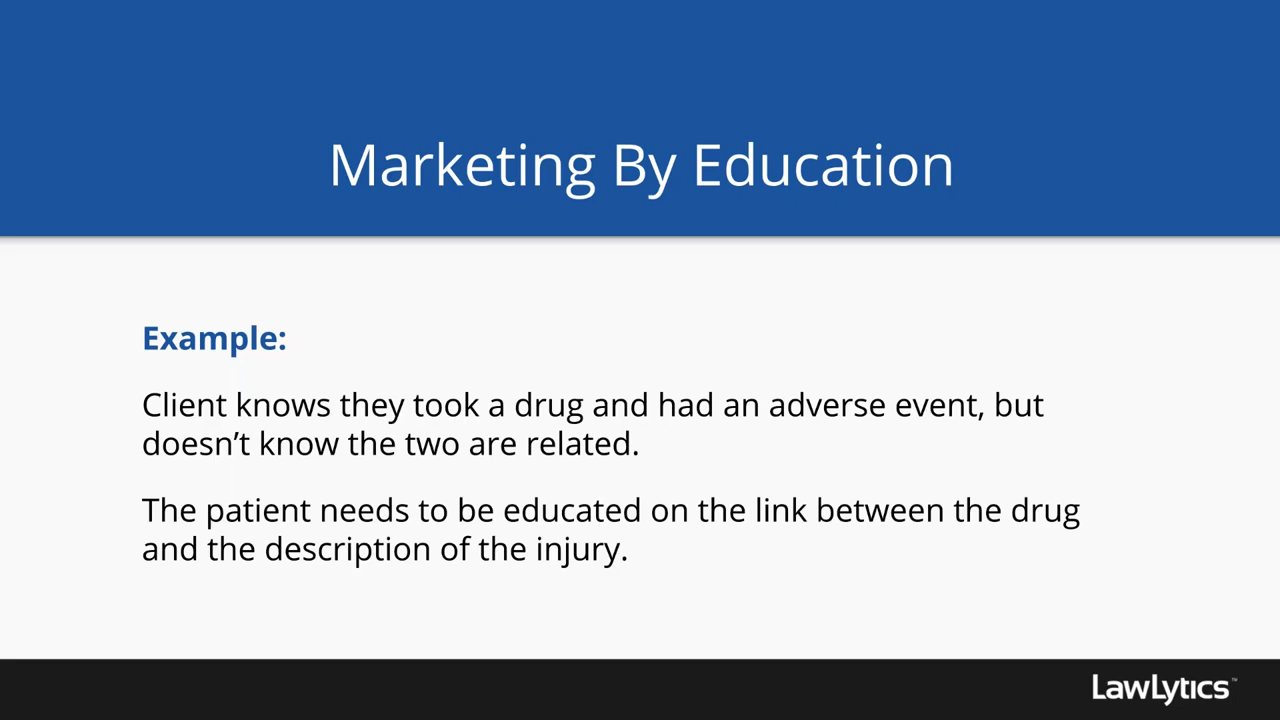 Marketing By Education
Example:
Client knows they took a drug and had an adverse event, but
doesn’t know the two are related.
The patient needs to be educated on the link between the drug
and the description of the injury.
LawLytics™